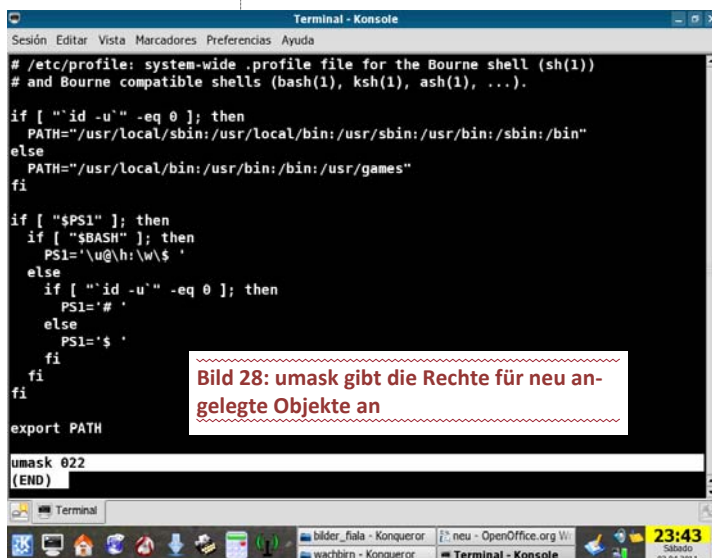 Terminal - Konsole
Sesión Editar Vista Marcadores Preferencias Ayuda
# /etc/profile: system-wide .profile file for the Bourne shell (sh(1))
# and Bourne compatible shells (bash(1), ksh(1), ash(1), ...).
if [ "`id -u`" -eq 0 ]; then
  PATH="/usr/local/sbin:/usr/local/bin:/usr/sbin:/usr/bin:/sbin:/bin"
else
  PATH="/usr/local/bin:/usr/bin:/bin:/usr/games"
fi
if [ "$PS1" ]; then
  if [ "$BASH" ]; then
    PS1='\u@\h:\w\$ '
  else
    if [ "`id -u`" -eq 0 ]; then
      PS1='# '
    else
      PS1='$ '
    fi
  fi
fi
Bild 28: umask gibt die Rechte für neu an-
gelegte Objekte an
export PATH
umask 022
(END)
Terminal
bilder_fiala - Konqueror neu - OpenOffice.org 23:43
wachbirn - Konqueror Terminal - Konsole Sábado